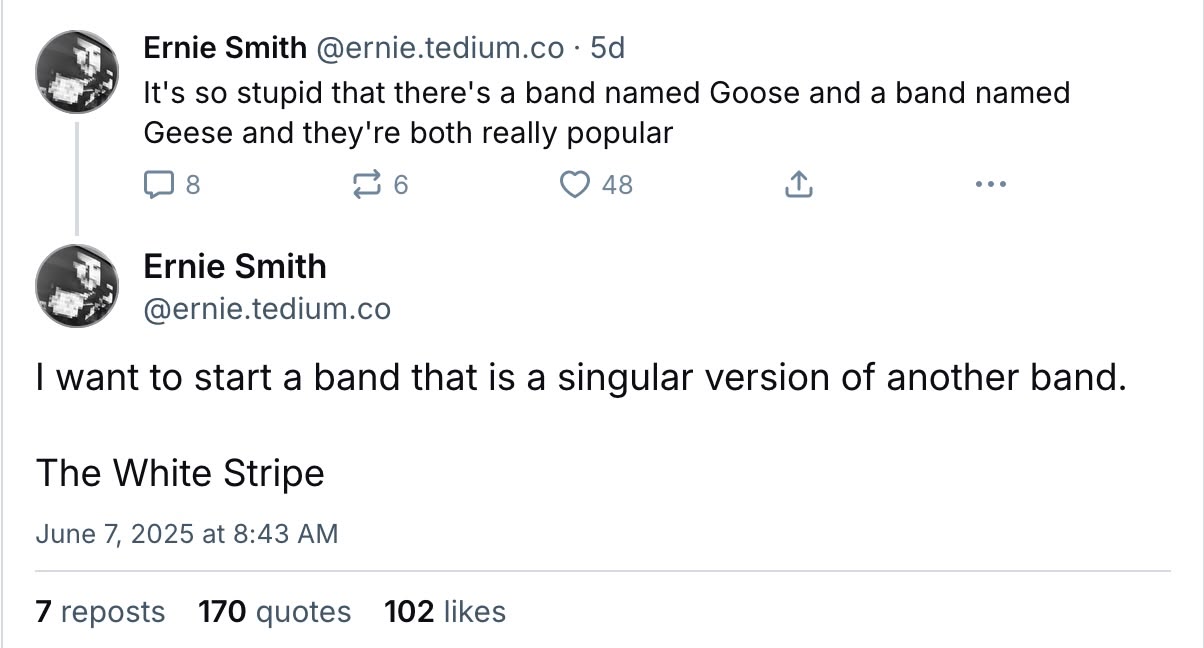 Ernie Smith @ernie.tedium.co · 5d
It's so stupid that there's a band named Goose and a band named
Geese and they're both really popular
8 6 48
Ernie Smith
@ernie.tedium.co
I want to start a band that is a singular version of another band.
The White Stripe
June 7, 2025 at 8:43 AM
7 reposts 170 quotes 102 likes